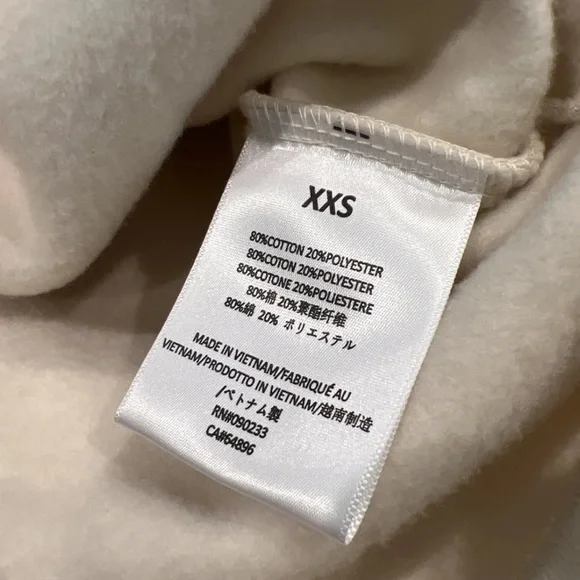 XXS
80%COTTON 20%POLYESTER
80%COTON 20%POLYESTER
80%COTONE 20%POLIESTERE
80%棉 20%聚酯纤维
80%綿 20% ポリエステル
MADE IN VIETNAM/FABRIQUÉ AU
VIETNAM/PRODOTTO IN VIETNAM/越南制造
/ベトナム製
RN#090233
CA#64896